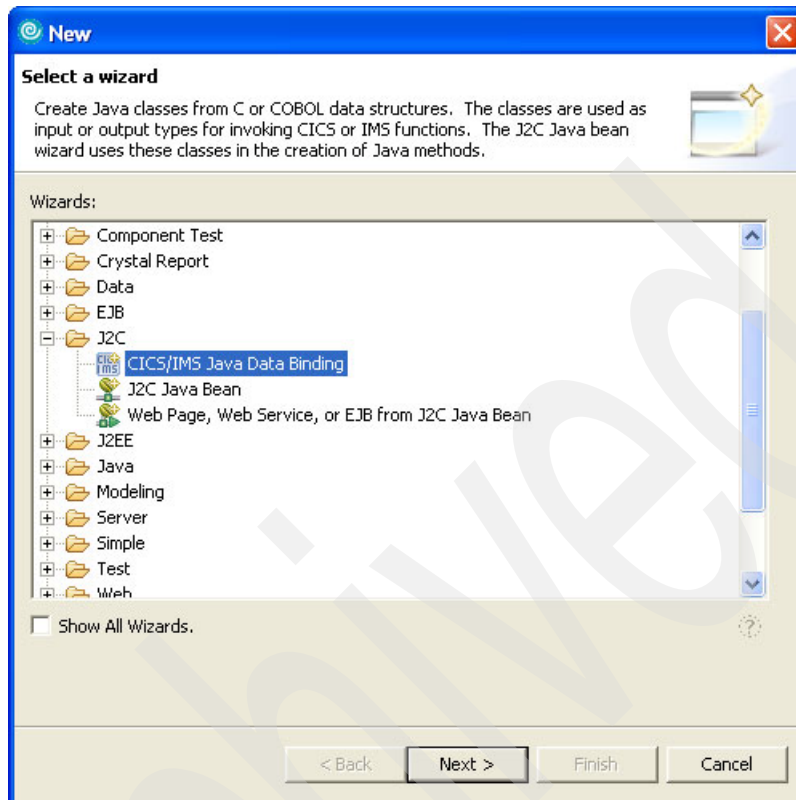 New
Select a wizard
Create Java classes from C or COBOL data structures. The classes are used as
input or output types for invoking CICS or IMS functions. The J2C Java bean
wizard uses these classes in the creation of Java methods.
Wizards:
Component Test
Crystal Report
Data
EJB
J2C
CICS/IMS Java Data Binding
J2C Java Bean
Web Page, Web Service, or EJB from J2C Java Bean
J2EE
Java
Modeling
Server
Simple
Test
Web
Show All Wizards.
< Back Next > Finish Cancel